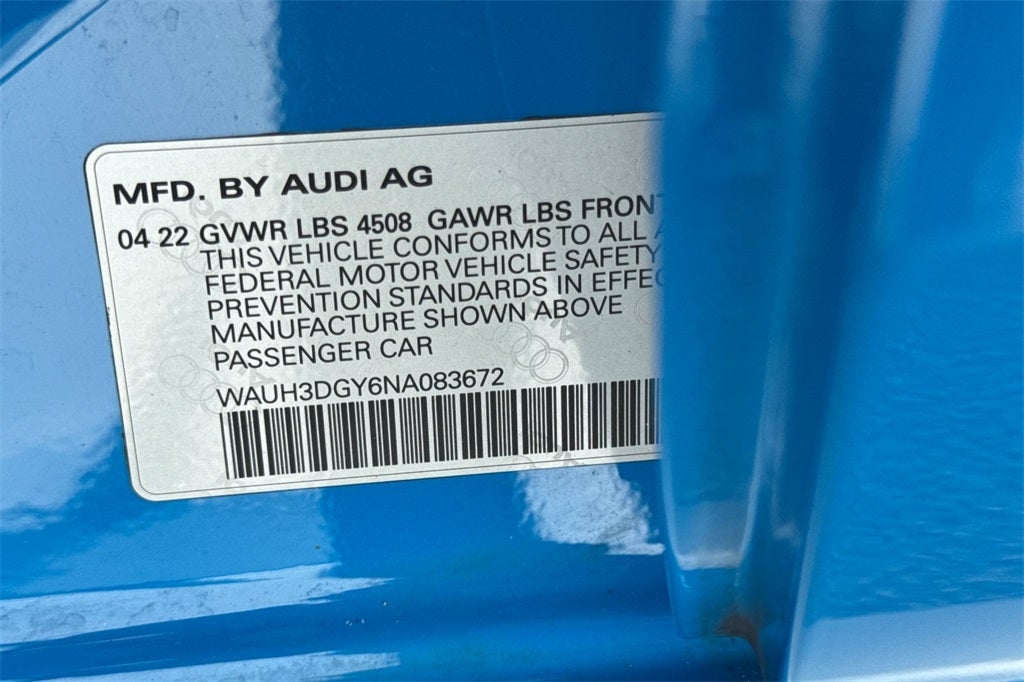 MFD. BY AUDI AG
04 22 GVWR LBS 4508 GAWR LBS FRONT
THIS VEHICLE CONFORMS TO ALL A
FEDERAL MOTOR VEHICLE SAFETY
PREVENTION STANDARDS IN EFFEC
MANUFACTURE SHOWN ABOVE
PASSENGER CAR
WAUH3DGY6NA083672